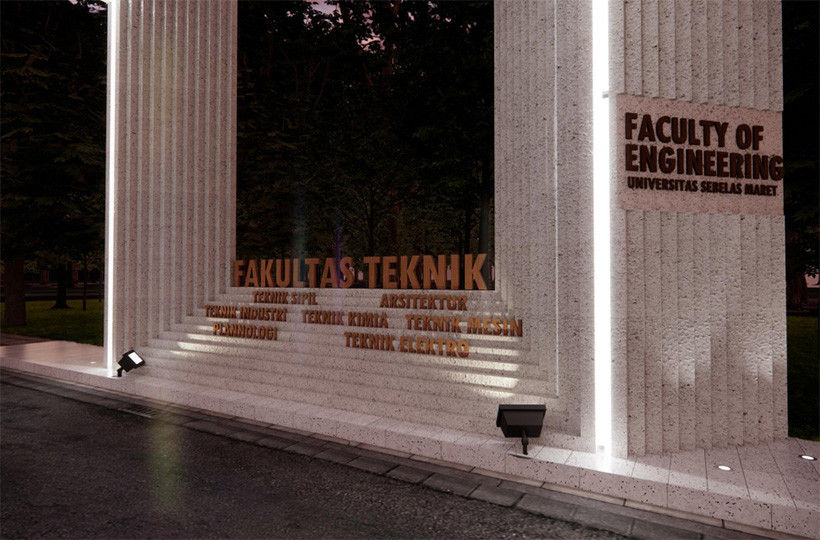 FAKULTAS TEKNIK
TEKNIK SIPIL ARSITEKTUR
TEKNIK INDUSTRI TEKNIK KIMIA TEKNIK MESIN
PLANNOLOGI TEKNIK ELEKTRO
FACULTY OF
ENGINEERING
UNIVERSITAS SEBELAS MARET